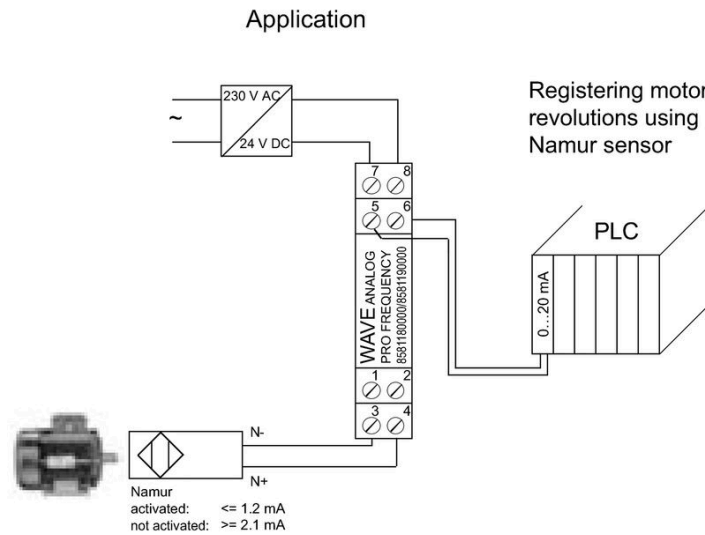 Application
230 V AC
~
24 V DC
Registering motor
revolutions using
Namur sensor
7 8
5 6
PLC
0...20 mA
WAVE ANALOG
PRO FREQUENCY
8581180000/8581190000
1 2
3 4
N-
N+
Namur
activated: <= 1.2 mA
not activated: >= 2.1 mA